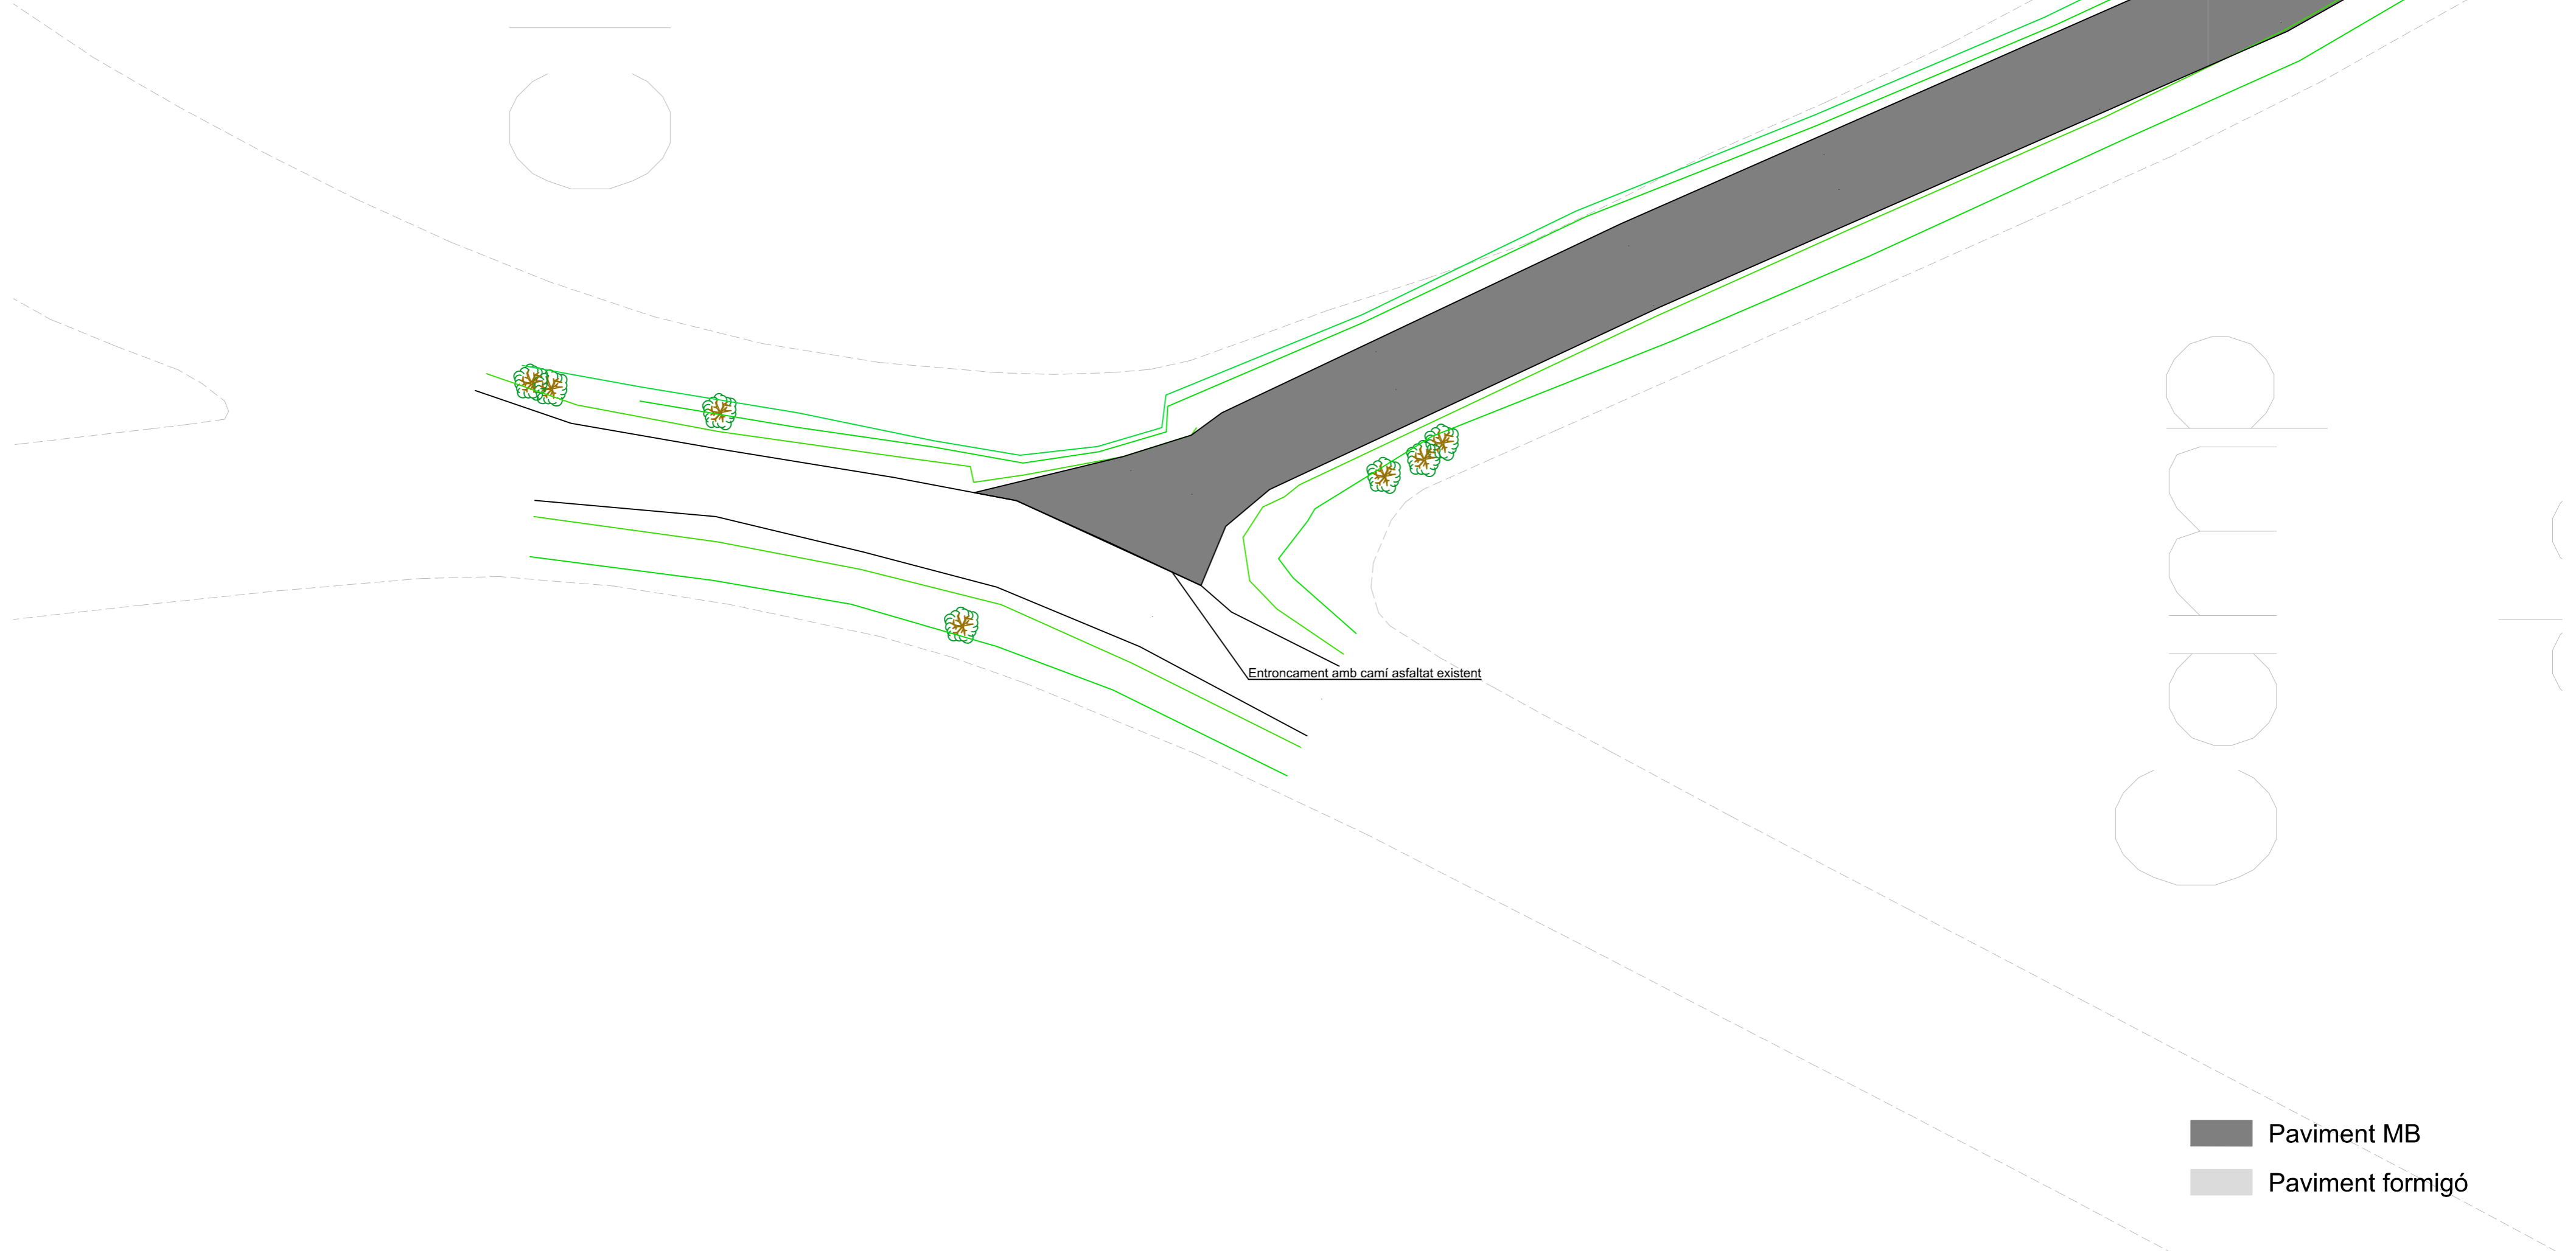 Entroncament amb camí asfaltat existent
Paviment MB
Paviment formigó